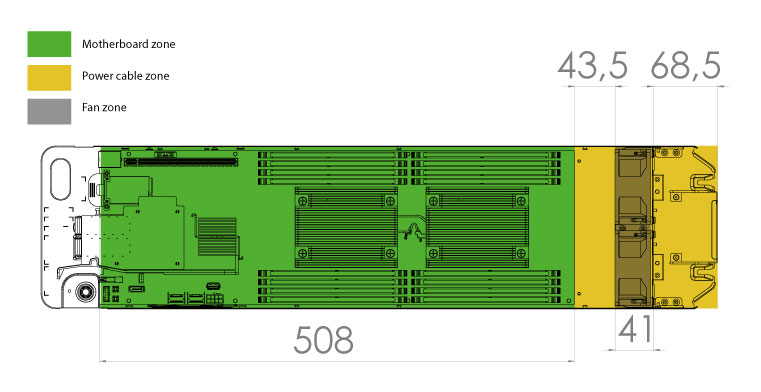 Motherboard zone
Power cable zone
Fan zone
43,5 68,5
508
41